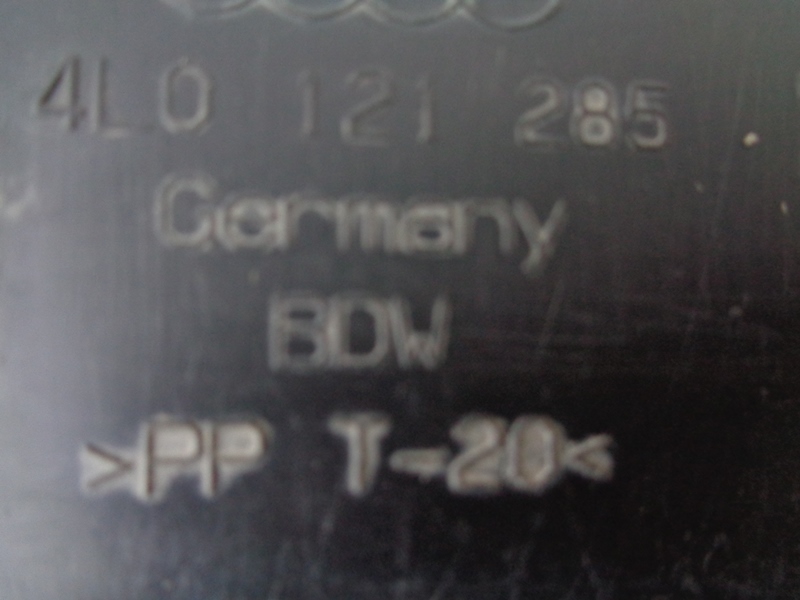 4L0 121 285
Germany
BDW
>PP T-20<